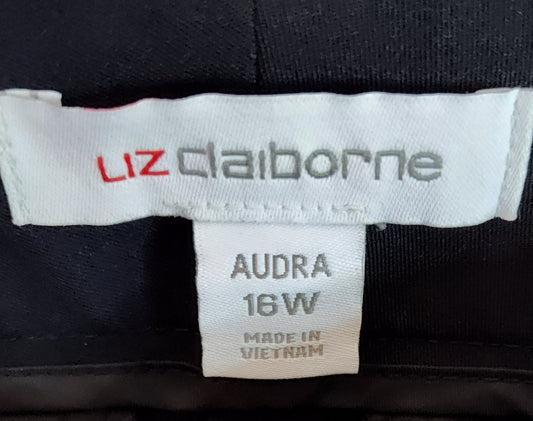 LIZ claiborne
AUDRA
16W
MADE IN
VIETNAM